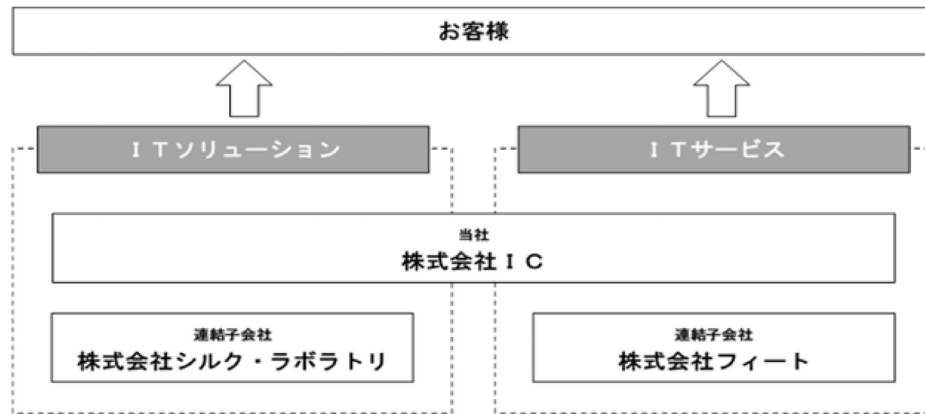 お客様
ＩＴソリューション
ＩＴサービス
当社
株式会社ＩＣ
連結子会社
株式会社シルク・ラボラトリ
連結子会社
株式会社フィート